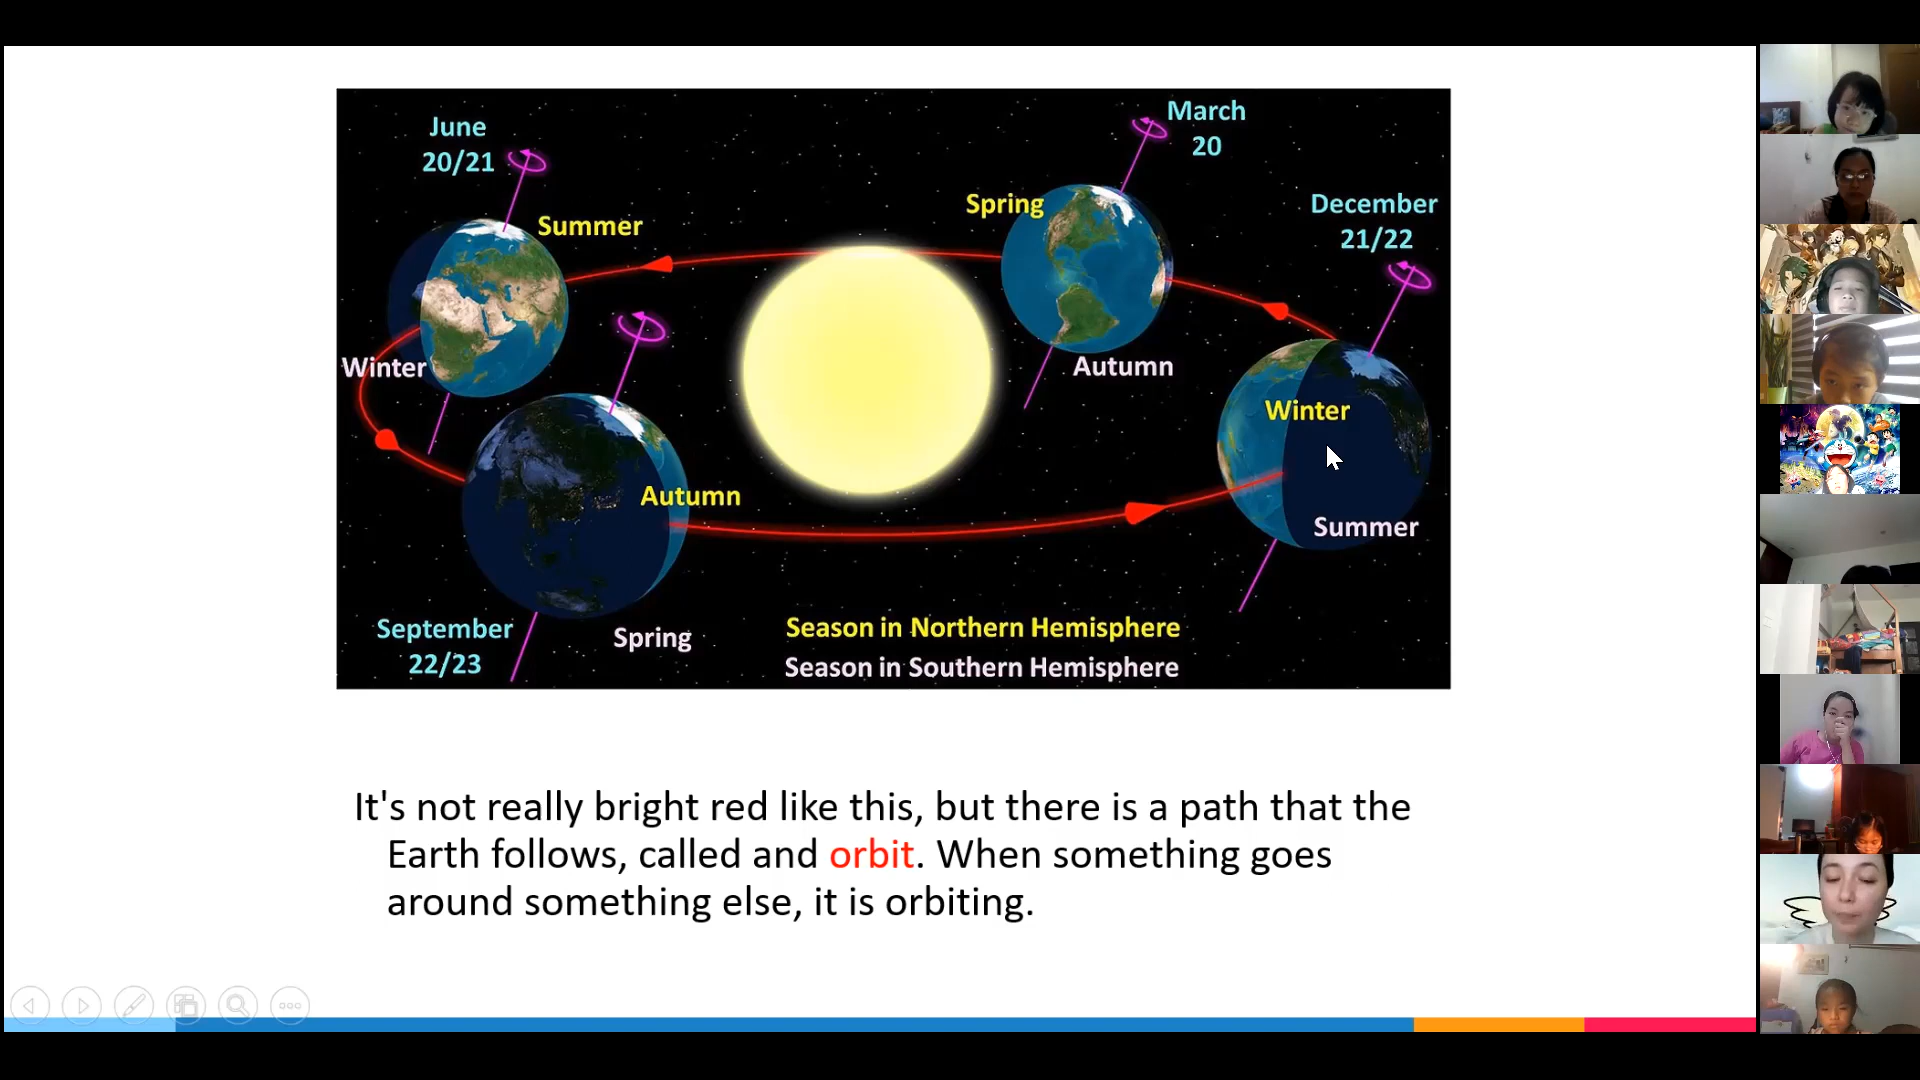 June
20/21
Summer
Winter
March
20
Spring
Autumn
December
21/22
Winter
Summer
Autumn
September
22/23
Spring
Season in Northern Hemisphere
Season in Southern Hemisphere
It's not really bright red like this, but there is a path that the
Earth follows, called and orbit. When something goes
around something else, it is orbiting.